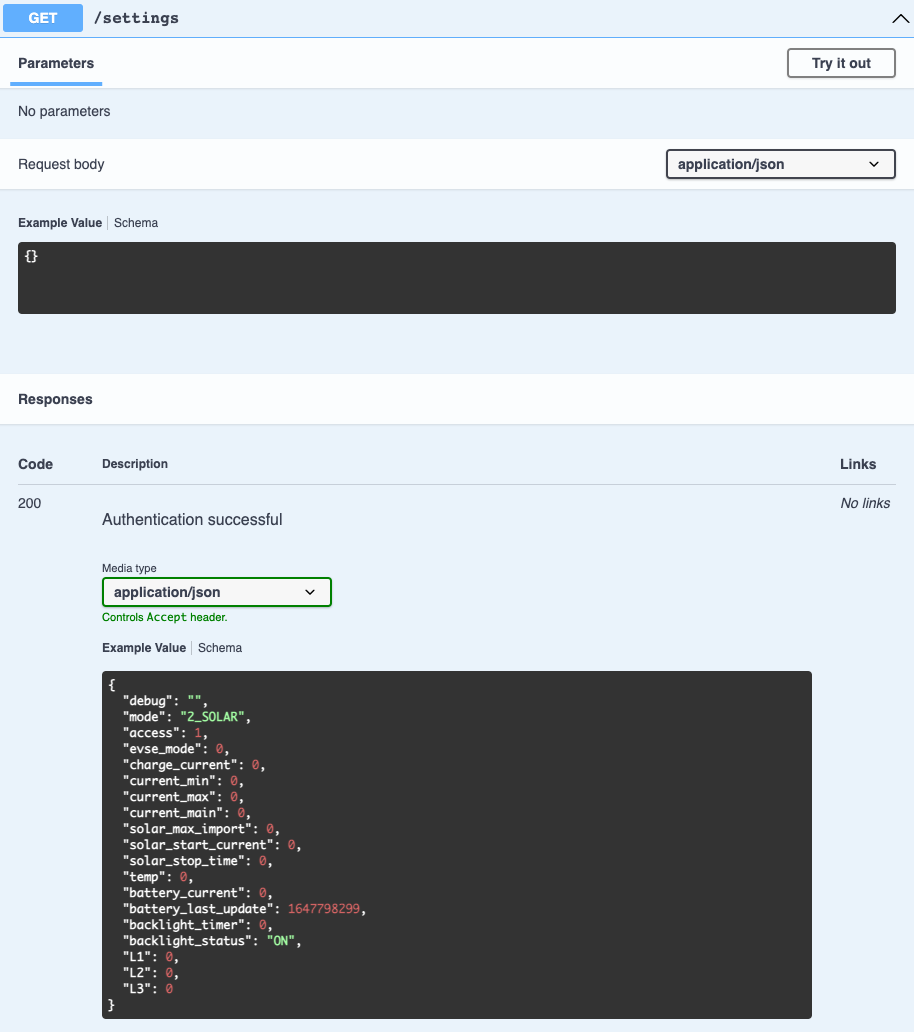 GET /settings
Parameters
Try it out
No parameters
Request body
application/json
Example Value Schema
{}
Responses
Code Description Links
200
Authentication successful
No links
Media type
application/json
Controls Accept header.
Example Value Schema
{
  "debug": "",
  "mode": "2_SOLAR",
  "access": 1,
  "evse_mode": 0,
  "charge_current": 0,
  "current_min": 0,
  "current_max": 0,
  "current_main": 0,
  "solar_max_import": 0,
  "solar_start_current": 0,
  "solar_stop_time": 0,
  "temp": 0,
  "battery_current": 0,
  "battery_last_update": 1647798299,
  "backlight_timer": 0,
  "backlight_status": "ON",
  "L1": 0,
  "L2": 0,
  "L3": 0
}